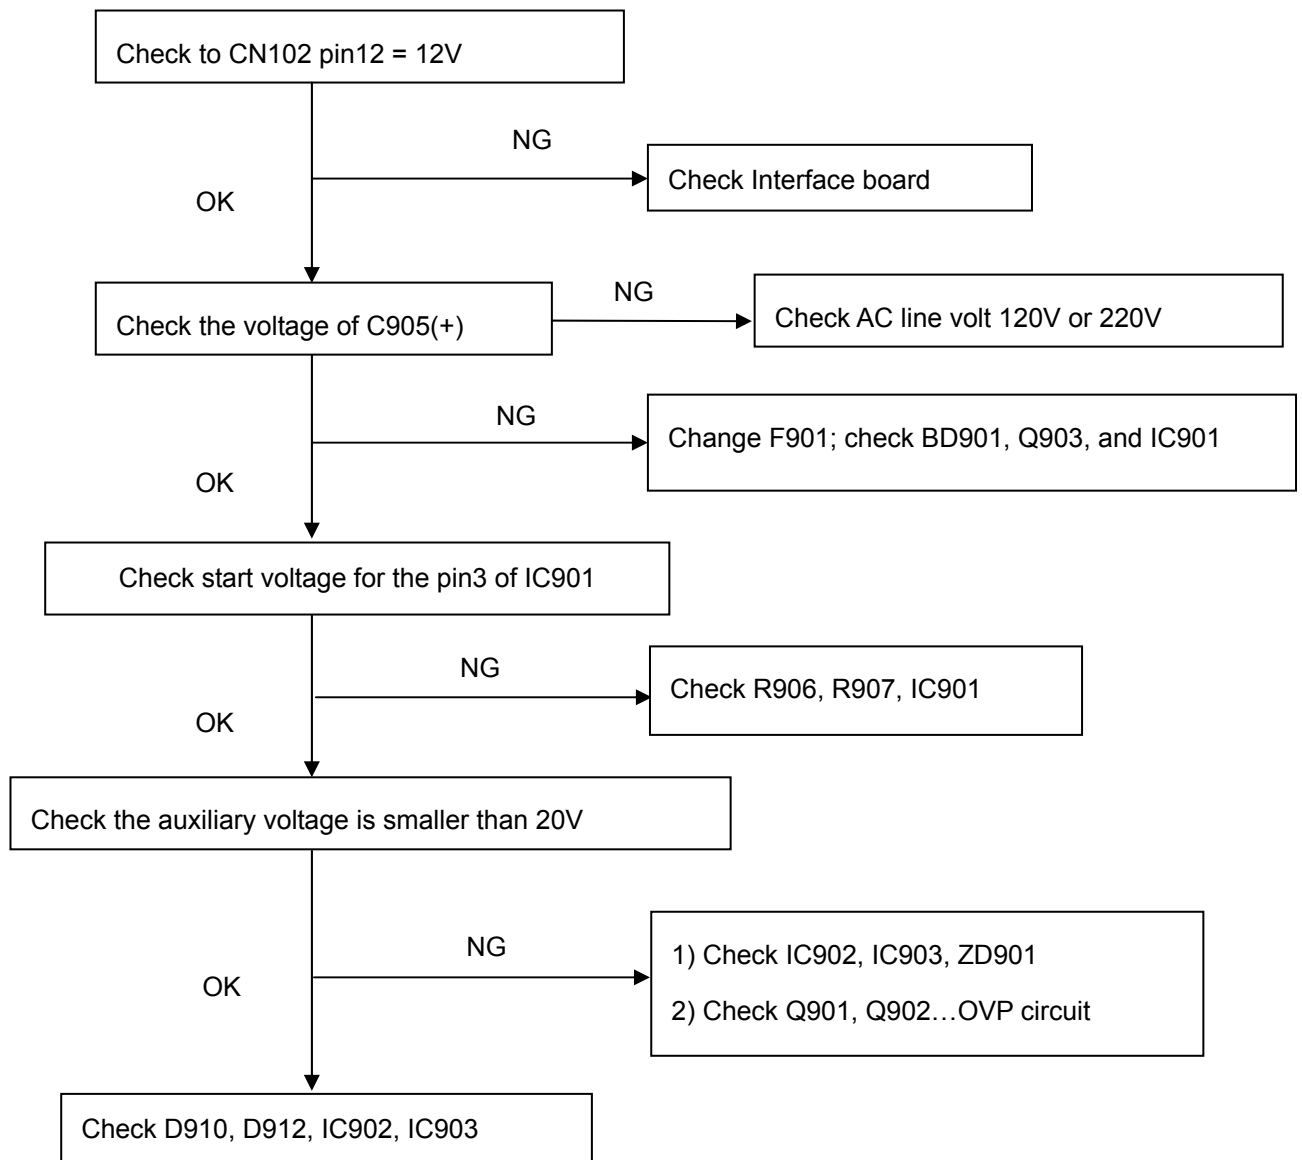 Check to CN102 pin12 = 12V
NG
Check Interface board
OK
NG
Check the voltage of C905(+)
Check AC line volt 120V or 220V
NG
Change F901; check BD901, Q903, and IC901
OK
Check start voltage for the pin3 of IC901
NG
Check R906, R907, IC901
OK
Check the auxiliary voltage is smaller than 20V
NG
1) Check IC902, IC903, ZD901
OK
2) Check Q901, Q902…OVP circuit
Check D910, D912, IC902, IC903